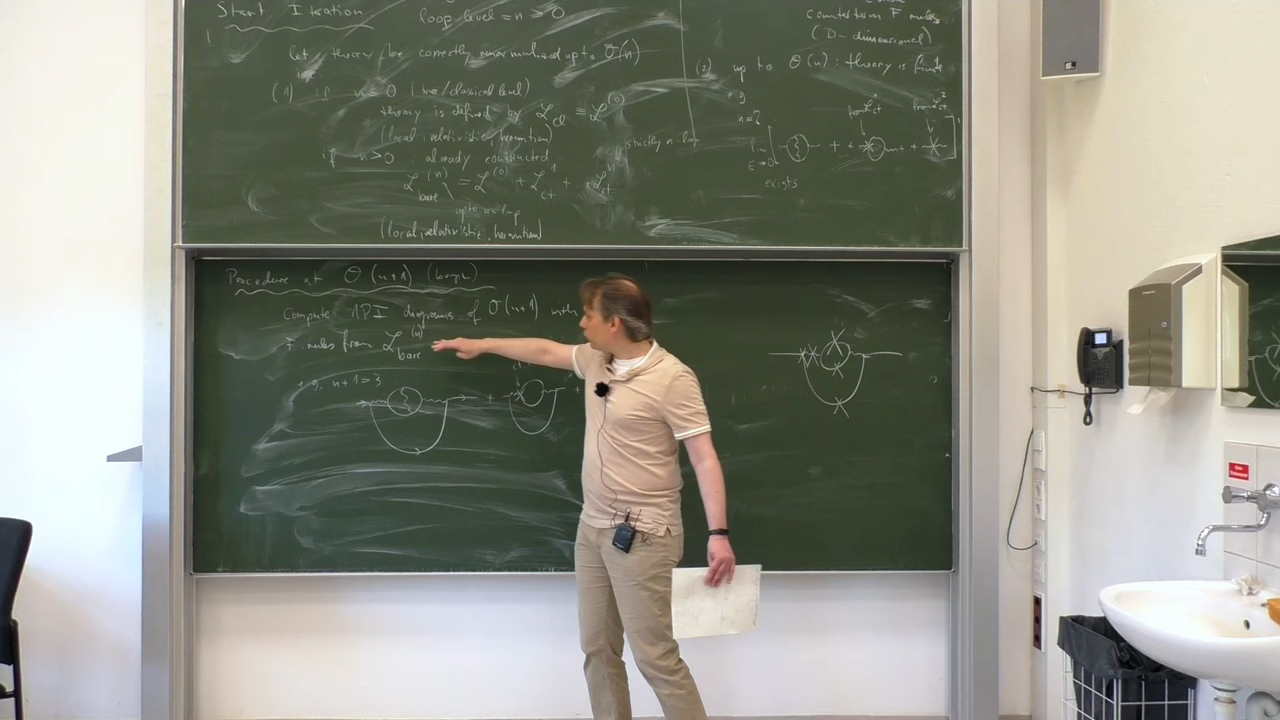 Start Iteration
loop level = n ≥ 0
let theory be correctly renormalized up to O(n)
(1) if n = 0 (tree/classical level)
theory is defined by L_cl ≡ L^(0)
(local, relativistic, hermitian)
if n>0 : already constructed
L_bare^(n) = L^(0) + L_ct^1 + ... L_ct^n
up to n-loop
(local, relativistic, hermitian)
strictly n-loop
counterterm F rules
(D-dimensional)
(2) up to O(n) : theory is finite
e.g.
n=2
from L_ct^1 from L_ct^2
lim ε→0
exists
Procedure at O(n+1)
Compute 1PI diagrams of O(n+1) with
F rules from L_bare^(n)
e.g. n+1=3